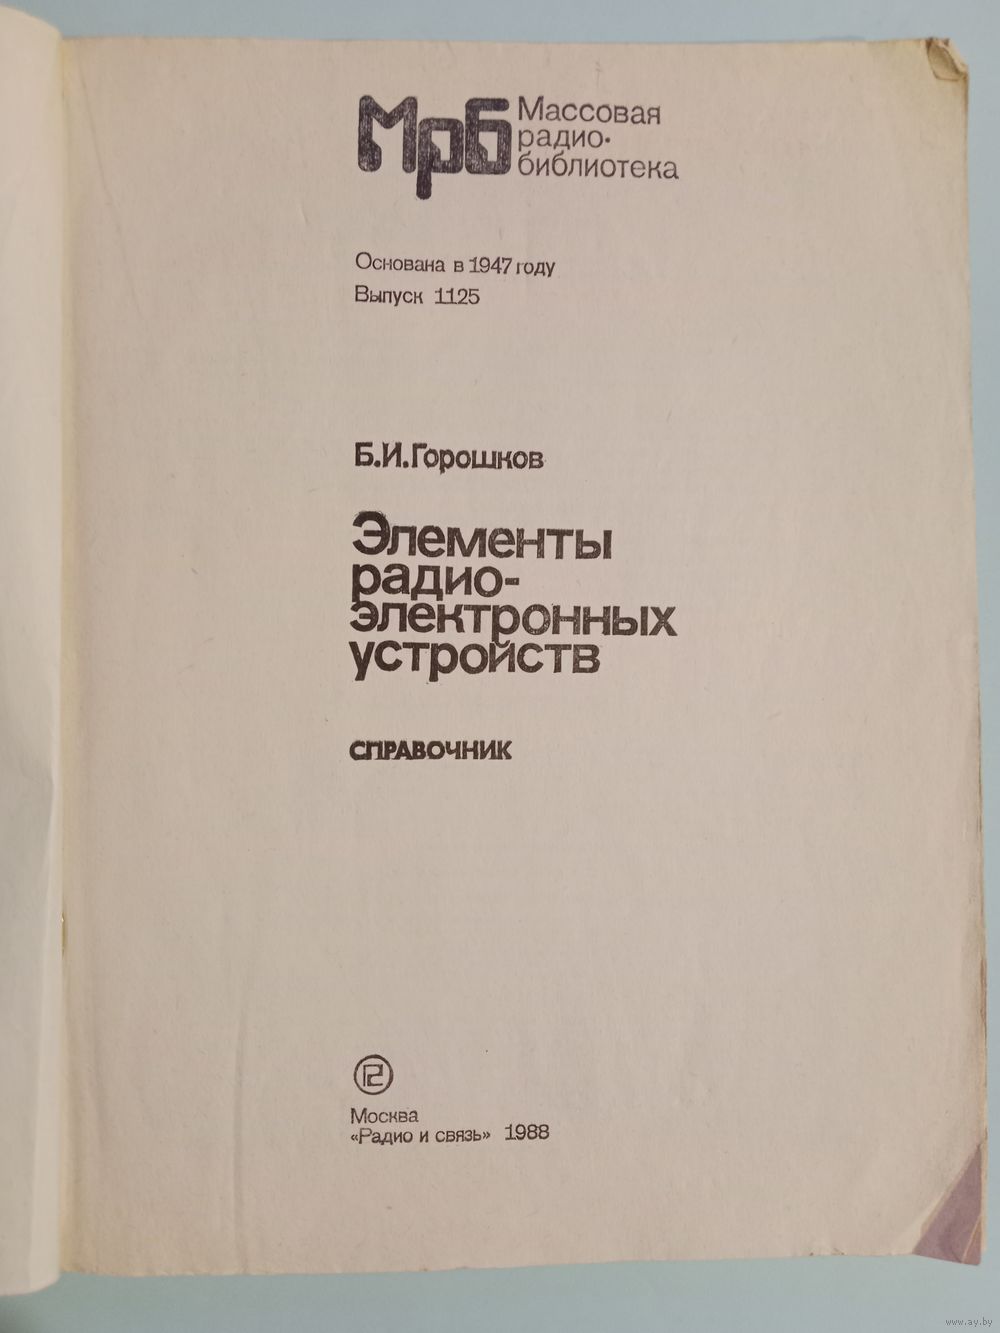 МрБ
Массовая
радио-
библиотека
Основана в 1947 году
Выпуск 1125
Б.И.Горошков
Элементы
радио-
электронных
устройств
СПРАВОЧНИК
Москва
«Радио и связь» 1988
www.ay.by